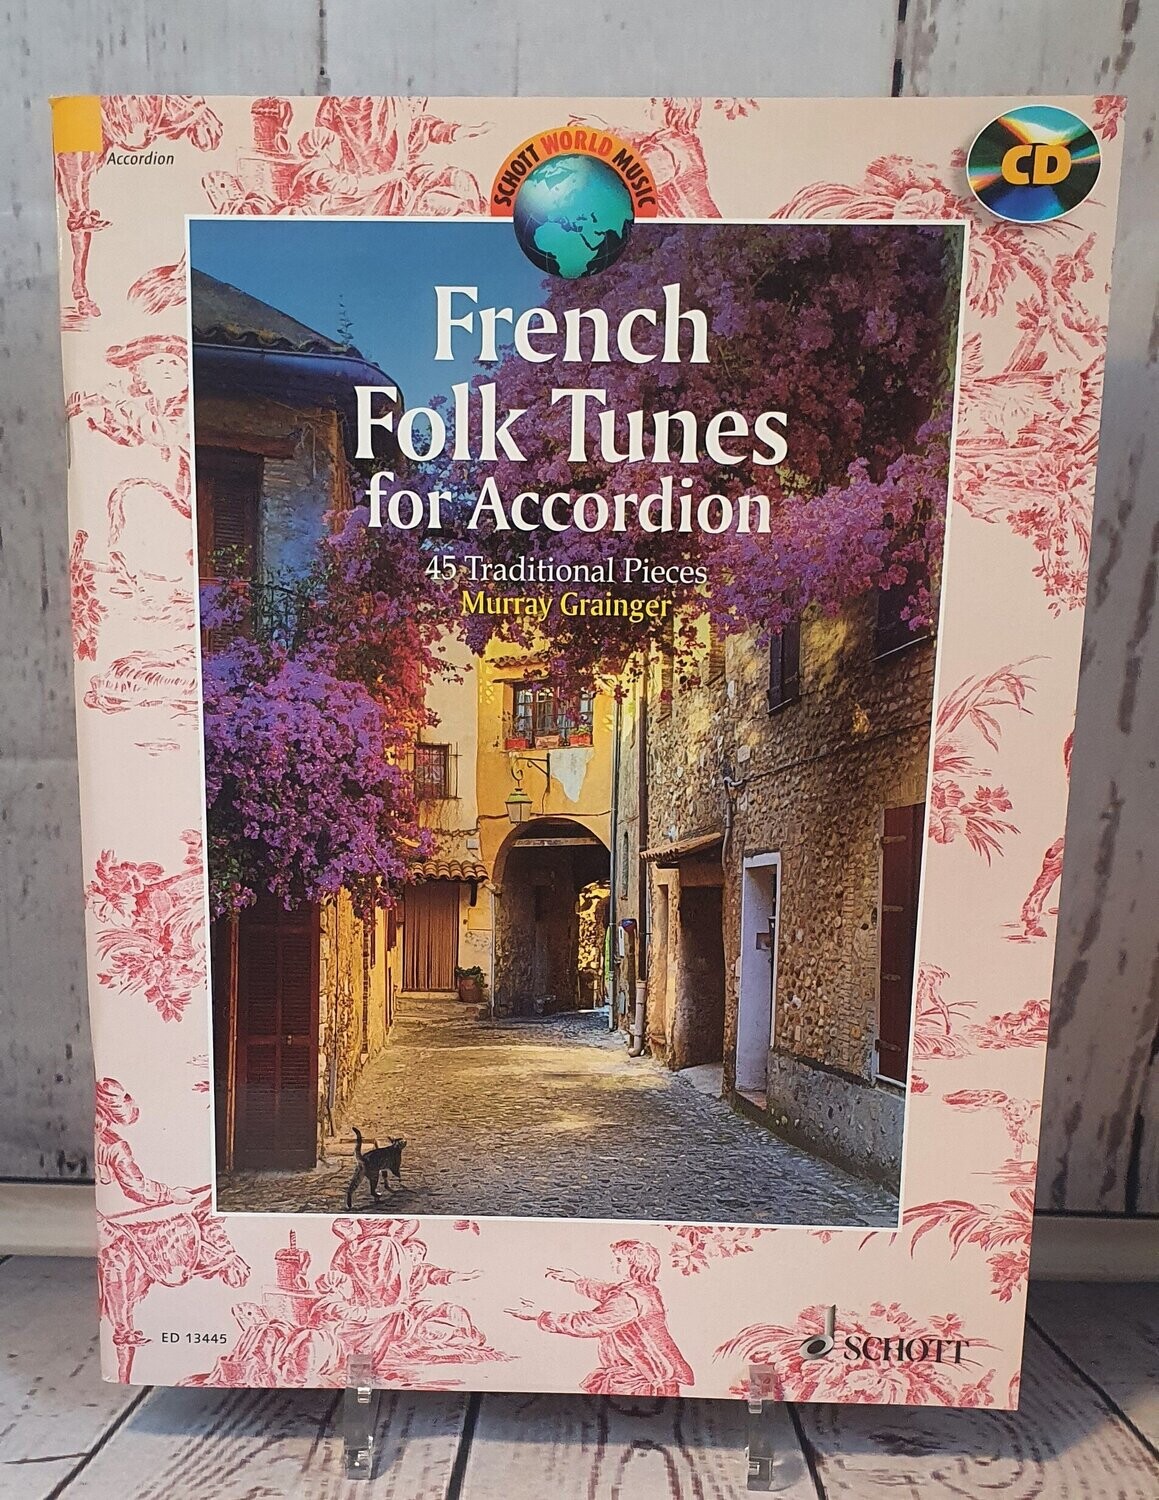 Accordion
SCHOTT WORLD MUSIC
CD
French
Folk Tunes
for Accordion
45 Traditional Pieces
Murray Grainger
ED 13445
SCHOTT